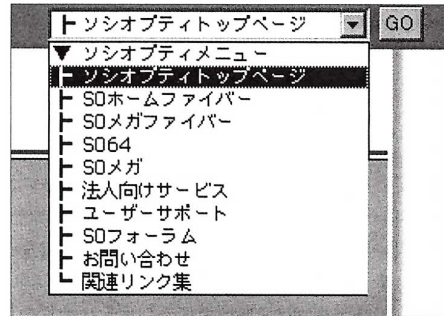 ┣ ソシオプティトップページ ▼ GO
▼ ソシオプティメニュー
┣ ソシオプティトップページ
┣ SOホームファイバー
┣ SOメガファイバー
┣ SO64
┣ SOメガ
┣ 法人向けサービス
┣ ユーザーサポート
┣ SOフォーラム
┣ お問い合わせ
┗ 関連リンク集